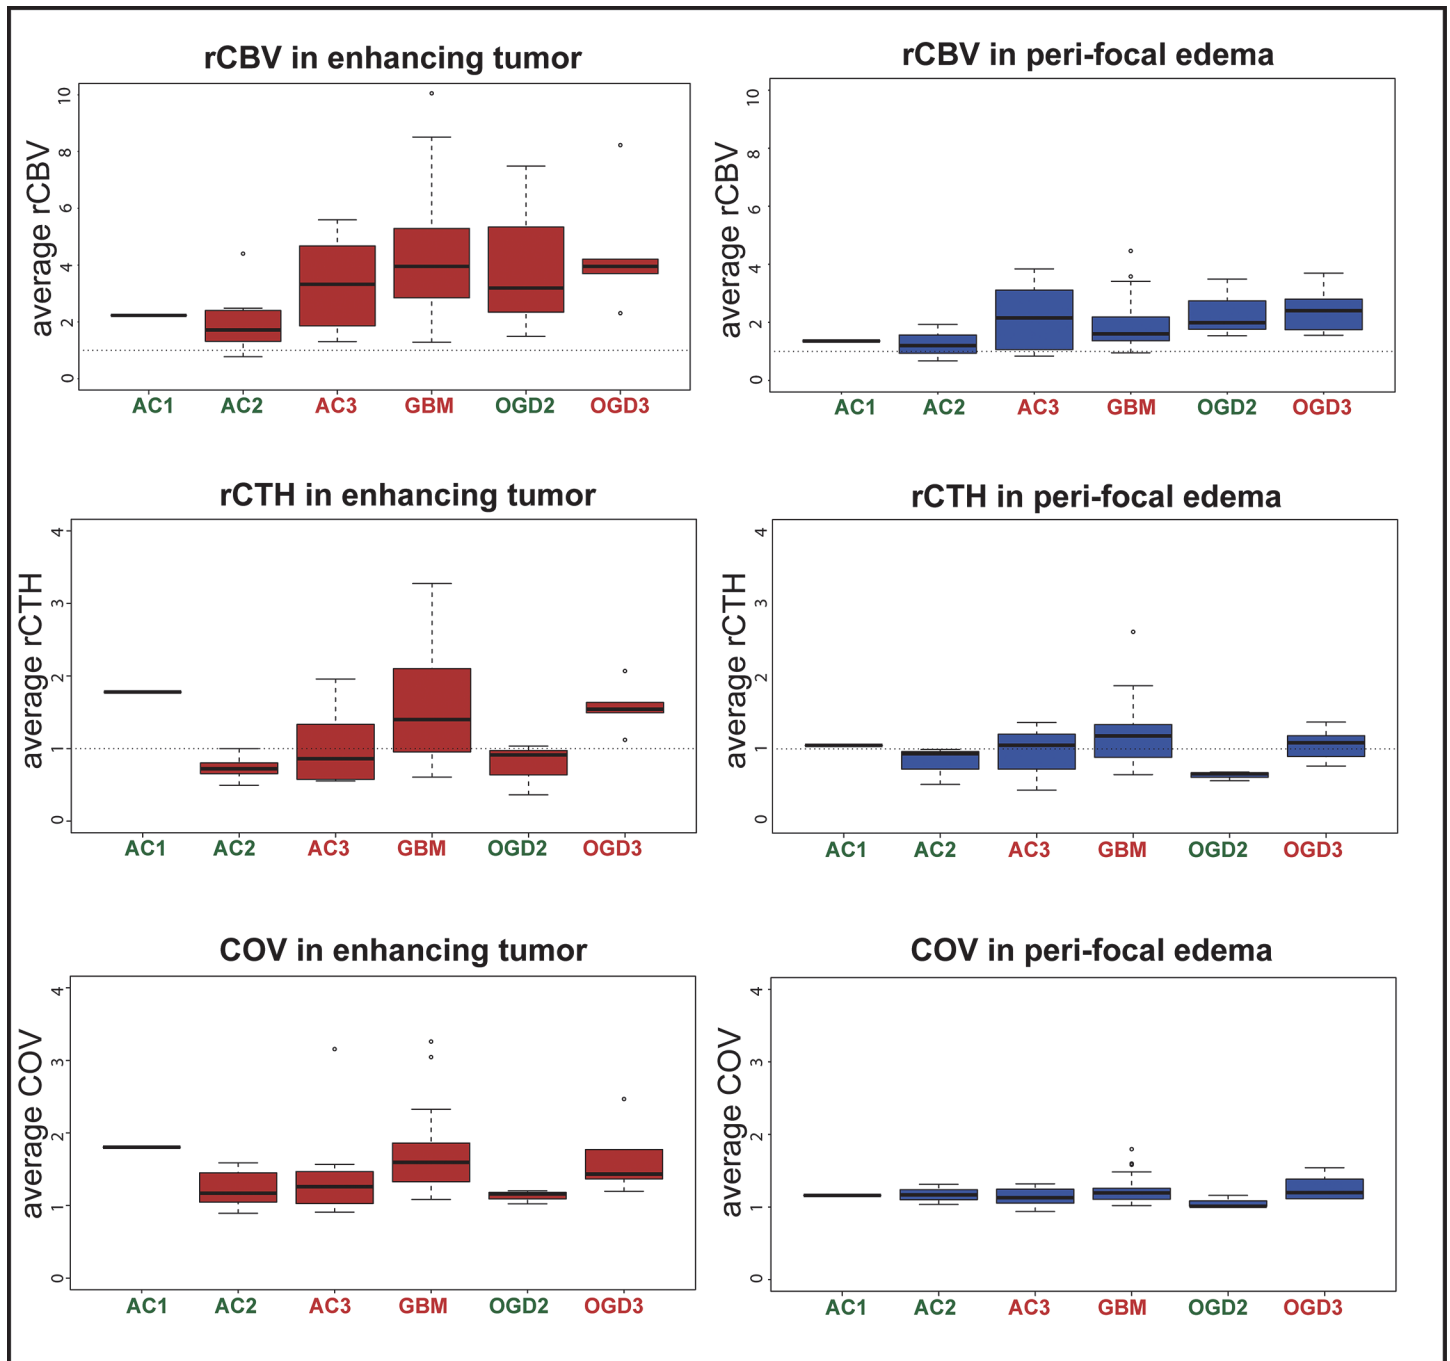 rCBV in enhancing tumor
average rCBV
10
8
6
4
2
0
AC1 AC2 AC3 GBM OGD2 OGD3
rCBV in peri-focal edema
average rCBV
10
8
6
4
2
0
AC1 AC2 AC3 GBM OGD2 OGD3
rCTH in enhancing tumor
average rCTH
4
3
2
1
0
AC1 AC2 AC3 GBM OGD2 OGD3
rCTH in peri-focal edema
average rCTH
4
3
2
1
0
AC1 AC2 AC3 GBM OGD2 OGD3
COV in enhancing tumor
average COV
4
3
2
1
0
AC1 AC2 AC3 GBM OGD2 OGD3
COV in peri-focal edema
average COV
4
3
2
1
0
AC1 AC2 AC3 GBM OGD2 OGD3